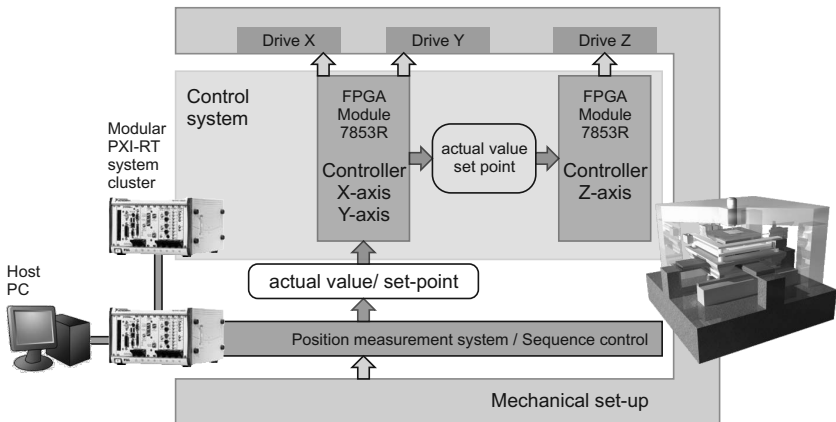 Drive X
Drive Y
Drive Z
Control
system
FPGA
Module
7853R
Controller
X-axis
Y-axis
actual value
set point
FPGA
Module
7853R
Controller
Z-axis
Modular
PXI-RT
system
cluster
Host
PC
actual value/ set-point
Position measurement system / Sequence control
Mechanical set-up